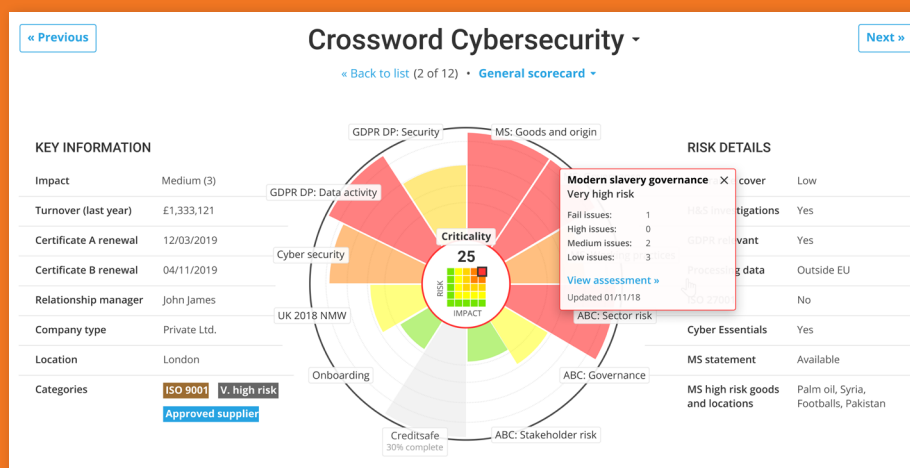 « Previous
Crossword Cybersecurity
Next »
« Back to list (2 of 12) • General scorecard
KEY INFORMATION
Impact Medium (3)
Turnover (last year) £1,333,121
Certificate A renewal 12/03/2019
Certificate B renewal 04/11/2019
Relationship manager John James
Company type Private Ltd.
Location London
Categories ISO 9001 V. high risk
Approved supplier
GDPR DP: Security
MS: Goods and origin
GDPR DP: Data activity
Cyber security
UK 2018 NMW
Onboarding
Creditsafe
30% complete
ABC: Stakeholder risk
ABC: Governance
ABC: Sector risk
Criticality
25
RISK
IMPACT
Modern slavery governance
Very high risk
Fail issues: 1
High issues: 0
Medium issues: 2
Low issues: 3
View assessment »
Updated 01/11/18
RISK DETAILS
cover Low
H&S investigations Yes
GDPR relevant Yes
Processing data Outside EU
ISO 27001 No
Cyber Essentials Yes
MS statement Available
MS high risk goods
and locations
Palm oil, Syria,
Footballs, Pakistan